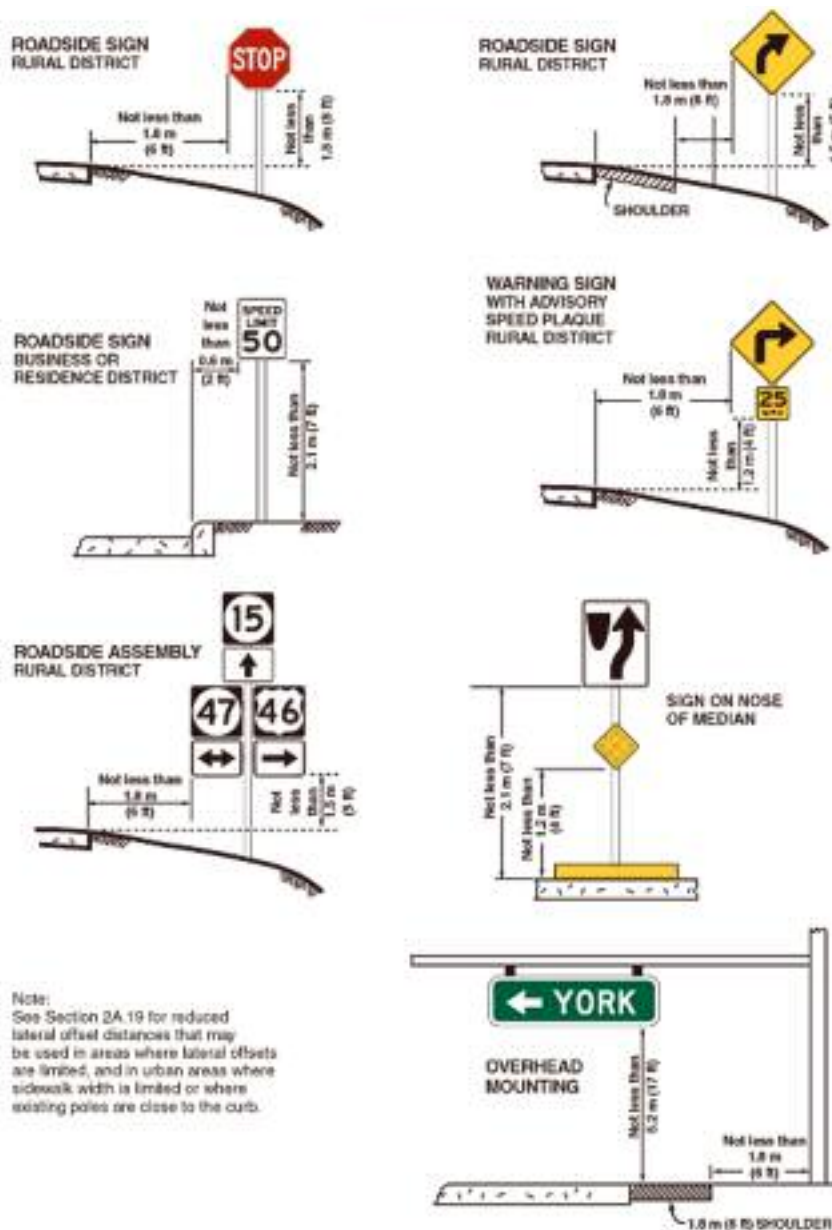 ROADSIDE SIGN
RURAL DISTRICT
STOP
Not less than
1.8 m
(6 ft)
Not less
than
ROADSIDE SIGN
RURAL DISTRICT
Not less than
1.8 m (6 ft)
Not less
than
SHOULDER
ROADSIDE SIGN
BUSINESS OR
RESIDENCE DISTRICT
Not
less
than
0.6 m
(2 ft)
SPEED
LIMIT
50
Not less than
2.1 m (7 ft)
WARNING SIGN
WITH ADVISORY
SPEED PLAQUE
RURAL DISTRICT
Not less than
1.8 m
(6 ft)
25
Not less
than
1.2 m (4 ft)
ROADSIDE ASSEMBLY
RURAL DISTRICT
15
47
46
Not less than
1.8 m
(6 ft)
Not
less
than
1.5 m
(5 ft)
SIGN ON NOSE
OF MEDIAN
Not less than
2.1 m (7 ft)
Not less than
1.2 m
(4 ft)
Note:
See Section 2A.19 for reduced
lateral offset distances that may
be used in areas where lateral offsets
are limited, and in urban areas where
sidewalk width is limited or where
existing poles are close to the curb.
YORK
OVERHEAD
MOUNTING
Not less than
5.2 m (17 ft)
Not less than
1.8 m
(6 ft)
1.8 m (6 ft) SHOULDER